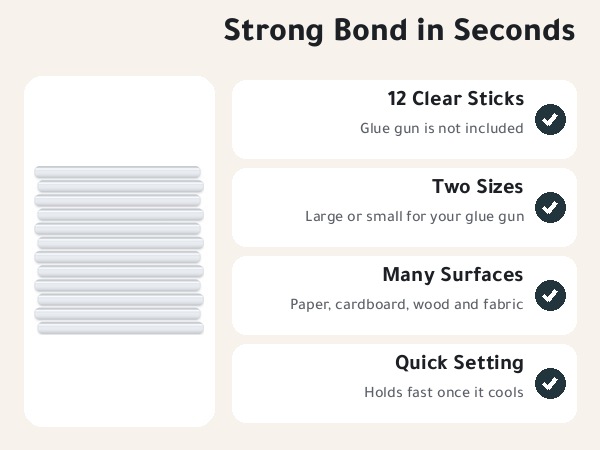 Strong Bond in Seconds
12 Clear Sticks
Glue gun is not included
Two Sizes
Large or small for your glue gun
Many Surfaces
Paper, cardboard, wood and fabric
Quick Setting
Holds fast once it cools